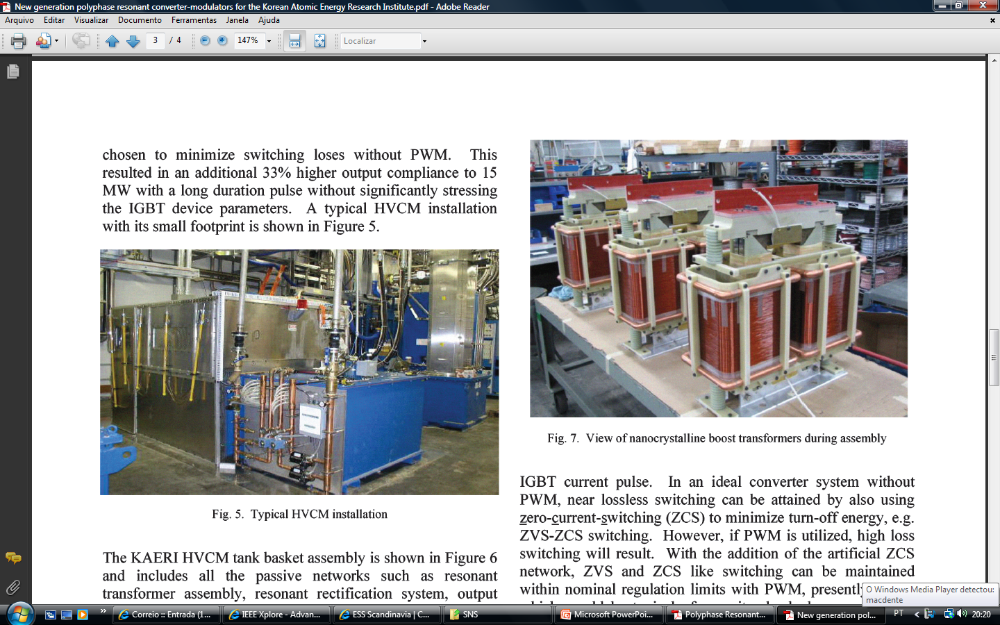 New generation polyphase resonant converter-modulators for the Korean Atomic Energy Research Institute.pdf - Adobe Reader
Arquivo Editar Visualizar Documento Ferramentas Janela Ajuda
3 / 4 147% Localizar
chosen to minimize switching loses without PWM. This
resulted in an additional 33% higher output compliance to 15
MW with a long duration pulse without significantly stressing
the IGBT device parameters. A typical HVCM installation
with its small footprint is shown in Figure 5.
Fig. 5. Typical HVCM installation
The KAERI HVCM tank basket assembly is shown in Figure 6
and includes all the passive networks such as resonant
transformer assembly, resonant rectification system, output
Fig. 7. View of nanocrystalline boost transformers during assembly
IGBT current pulse. In an ideal converter system without
PWM, near lossless switching can be attained by also using
zero-current-switching (ZCS) to minimize turn-off energy, e.g.
ZVS-ZCS switching. However, if PWM is utilized, high loss
switching will result. With the addition of the artificial ZCS
network, ZVS and ZCS like switching can be maintained
within nominal regulation limits with PWM, presently
O Windows Media Player detectou:
macdente
Correio :: Entrada (1... IEEE Xplore - Advan... ESS Scandinavia | C... SNS Microsoft PowerPoi... Polyphase Resonant... New generation pol... PT 20:20